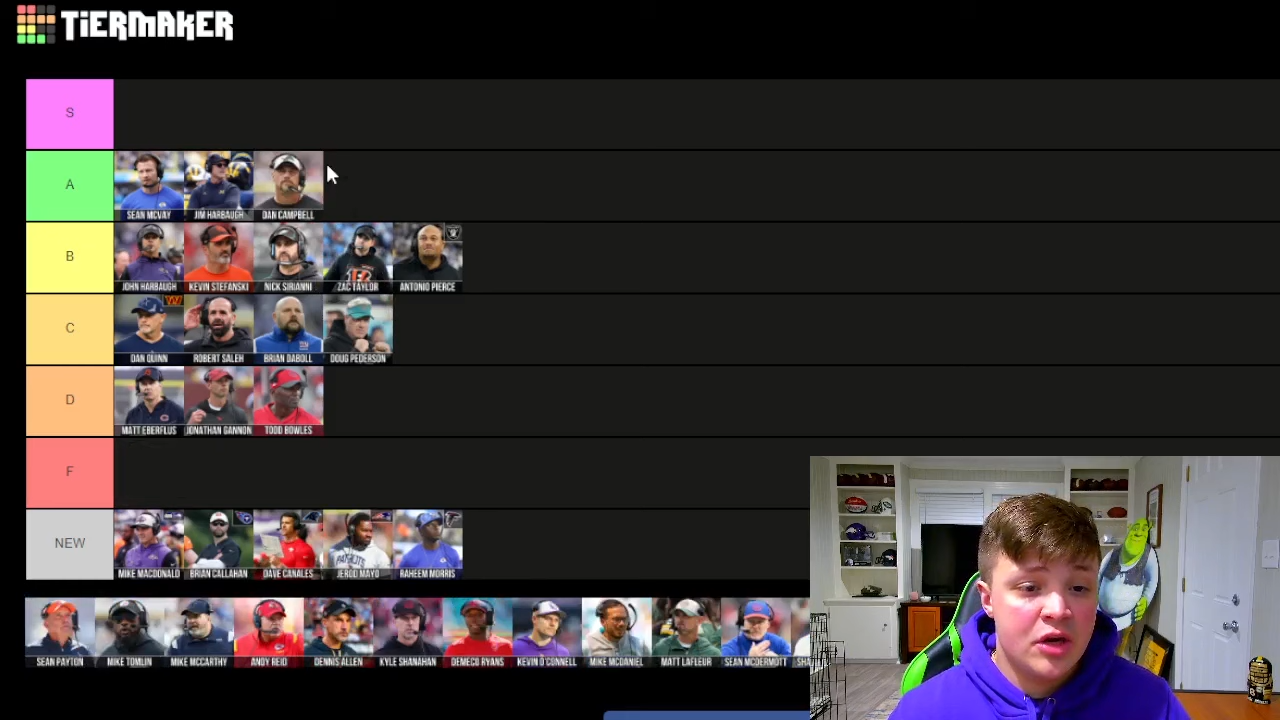 TIERMAKER
S
A
SEAN MCVAY JIM HARBAUGH DAN CAMPBELL
B
JOHN HARBAUGH KEVIN STEFANSKI NICK SIRIANNI ZAC TAYLOR ANTONIO PIERCE
C
DAN QUINN ROBERT SALEH BRIAN DABOLL DOUG PEDERSON
D
MATT EBERFLUS JONATHAN GANNON TODD BOWLES
F
NEW
MIKE MACDONALD BRIAN CALLAHAN DAVE CANALES JEROD MAYO RAHEEM MORRIS
SEAN PAYTON MIKE TOMLIN MIKE MCCARTHY ANDY REID DENNIS ALLEN KYLE SHANAHAN DEMECO RYANS KEVIN O'CONNELL MIKE MCDANIEL MATT LAFLEUR SEAN MCDERMOTT SHA